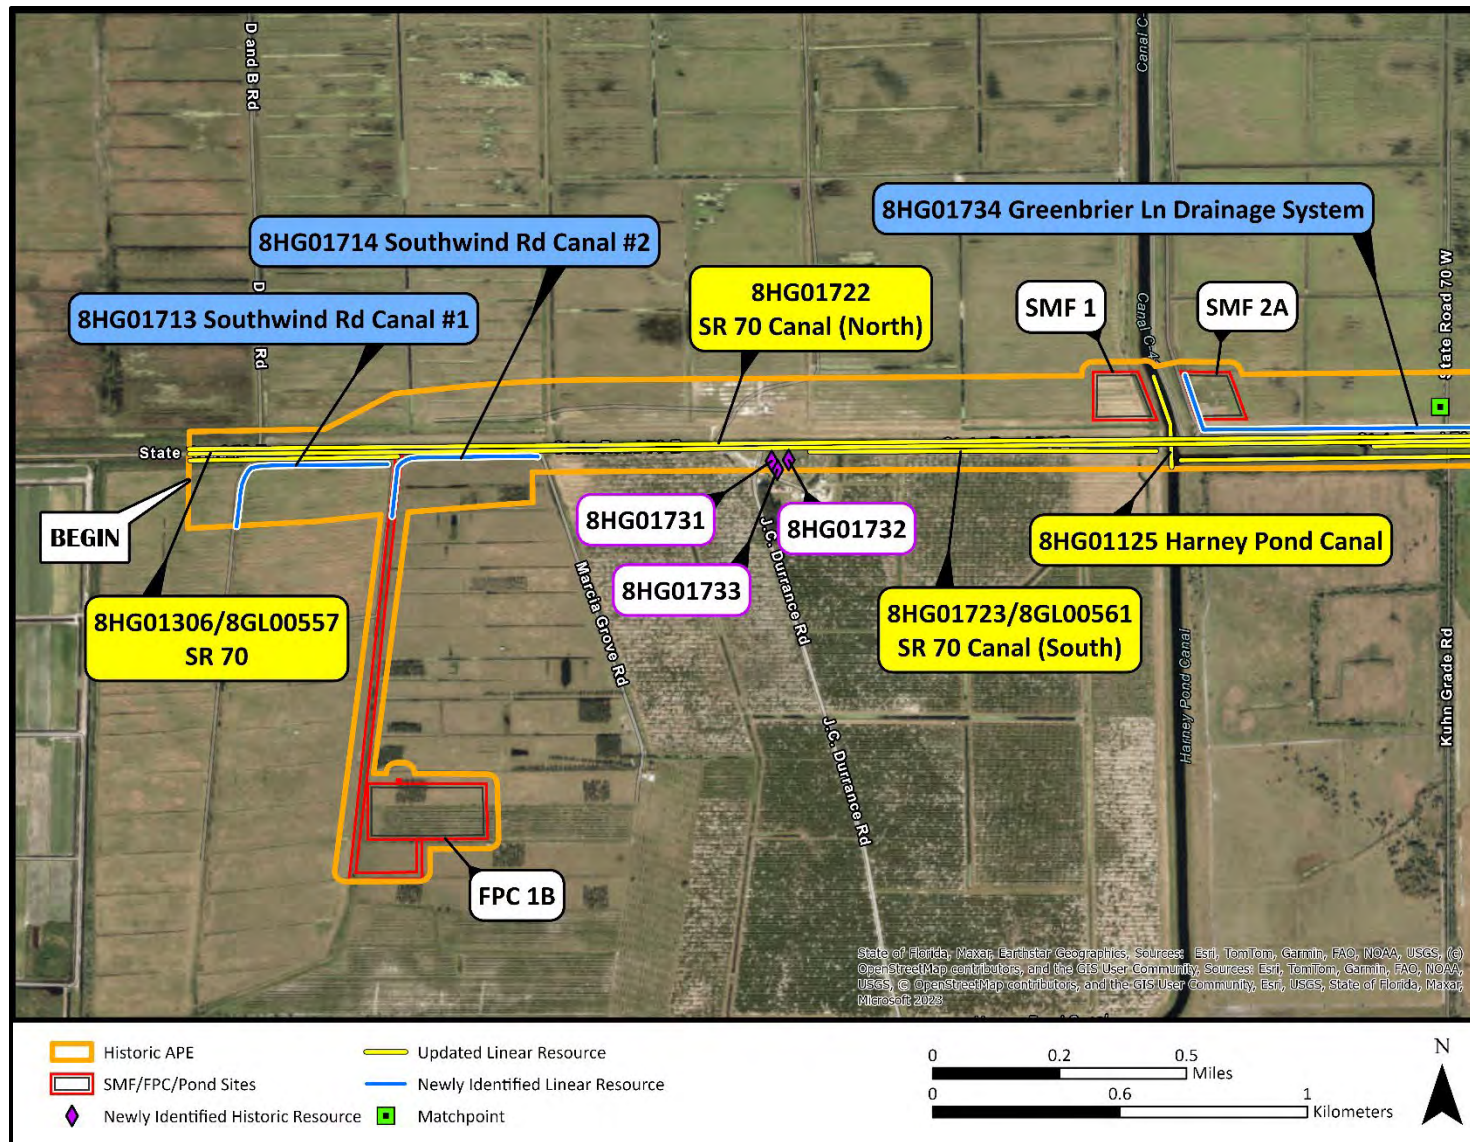 D and B Rd
Canal C
8HG01734 Greenbrier Ln Drainage System
8HG01714 Southwind Rd Canal #2
8HG01722
SR 70 Canal (North)
SMF 1
SMF 2A
8HG01713 Southwind Rd Canal #1
D
Rd
Canal C-4
State Road 70 W
State
BEGIN
8HG01731
8HG01732
8HG01733
8HG01125 Harney Pond Canal
8HG01306/8GL00557
SR 70
Marcia Grove Rd
J.C. Durrance Rd
8HG01723/8GL00561
SR 70 Canal (South)
Harney Pond Canal
Kuhn Grade Rd
J.C. Durrance Rd
FPC 1B
State of Florida, Maxar, Earthstar Geographics, Sources: Esri, TomTom, Garmin, FAO, NOAA, USGS, (c)
OpenStreetMap contributors, and the GIS User Community, Sources: Esri, TomTom, Garmin, FAO, NOAA,
USGS, © OpenStreetMap contributors, and the GIS User Community, Esri, USGS, State of Florida, Maxar,
Microsoft 2023
Historic APE
Updated Linear Resource
SMF/FPC/Pond Sites
Newly Identified Linear Resource
Newly Identified Historic Resource
Matchpoint
0 0.2 0.5
Miles
0 0.6 1
Kilometers
N